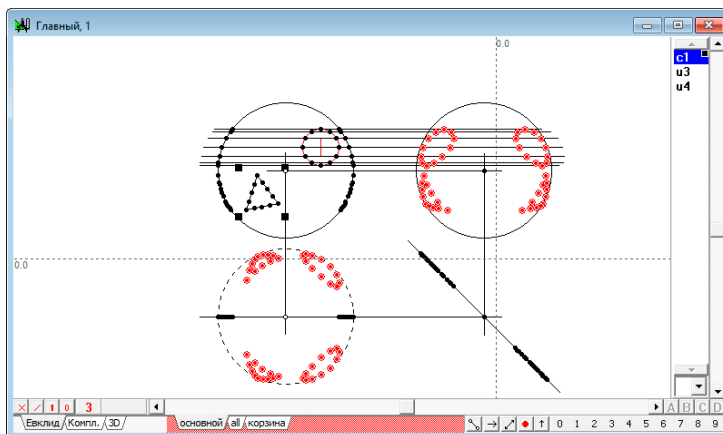 Главный, 1
0.0
c1
u3
u4
0.0
1 0 3
A B C D
Евклид Компл. 3D основной all корзина
0 1 2 3 4 5 6 7 8 9